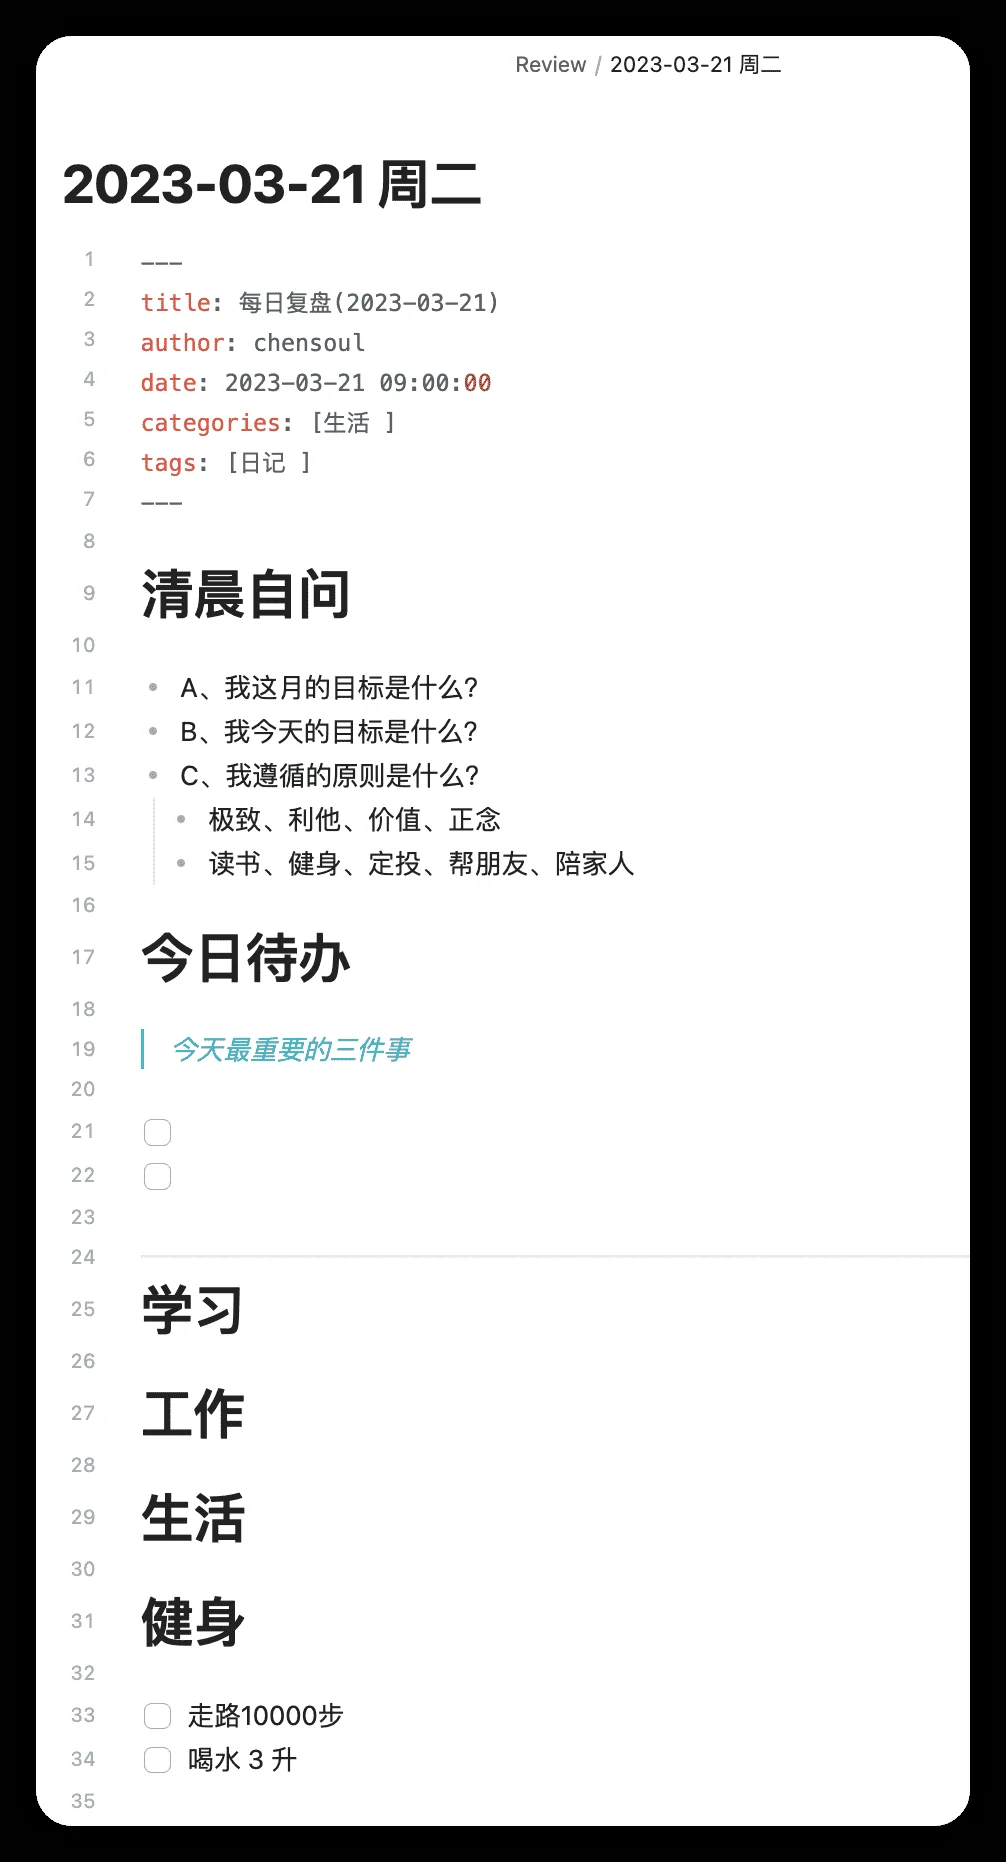 Review / 2023-03-21 周二
2023-03-21 周二
1 ---
2 title: 每日复盘(2023-03-21)
3 author: chensoul
4 date: 2023-03-21 09:00:00
5 categories: [生活 ]
6 tags: [日记 ]
7 ---
8
9 清晨自问
10
11 • A、我这月的目标是什么?
12 • B、我今天的目标是什么?
13 • C、我遵循的原则是什么?
14 • 极致、利他、价值、正念
15 • 读书、健身、定投、帮朋友、陪家人
16
17 今日待办
18
19 今天最重要的三件事
20
21
22
23
24
25 学习
26
27 工作
28
29 生活
30
31 健身
32
33 走路10000步
34 喝水 3 升
35